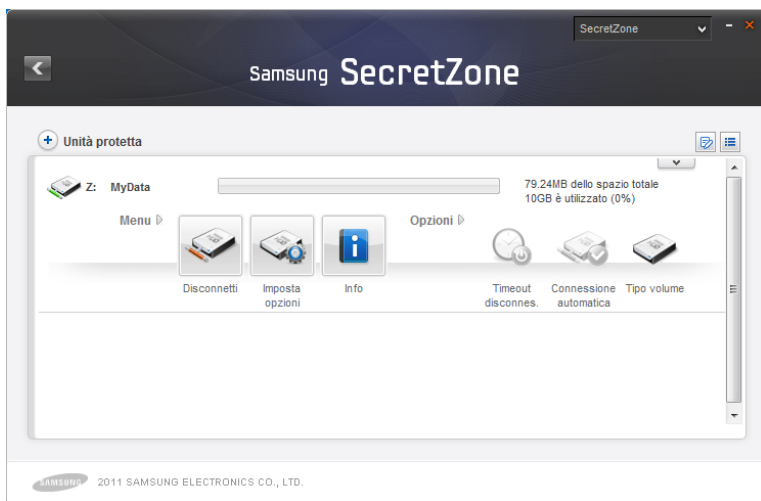 SecretZone
Samsung SecretZone
Unità protetta
Z: MyData
79.24MB dello spazio totale
10GB è utilizzato (0%)
Menu
Opzioni
Disconnetti
Imposta
opzioni
Info
Timeout
disconnes.
Connessione
automatica
Tipo volume
SAMSUNG
2011 SAMSUNG ELECTRONICS CO., LTD.